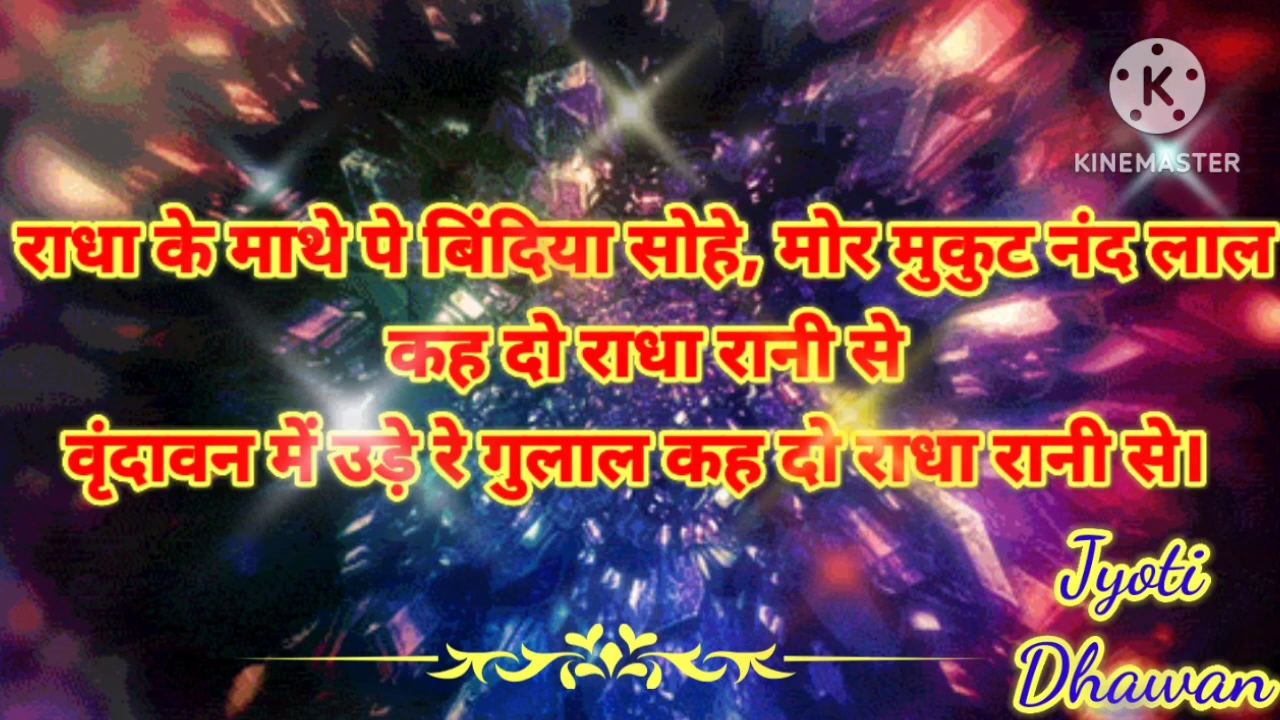 K
KINEMASTER
राधा के माथे पे बिंदिया सोहे, मोर मुकुट नंद लाल
कह दो राधा रानी से
वृंदावन में उड़े रे गुलाल कह दो राधा रानी से।
Jyoti
Dhawan